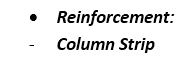 • Reinforcement:
- Column Strip